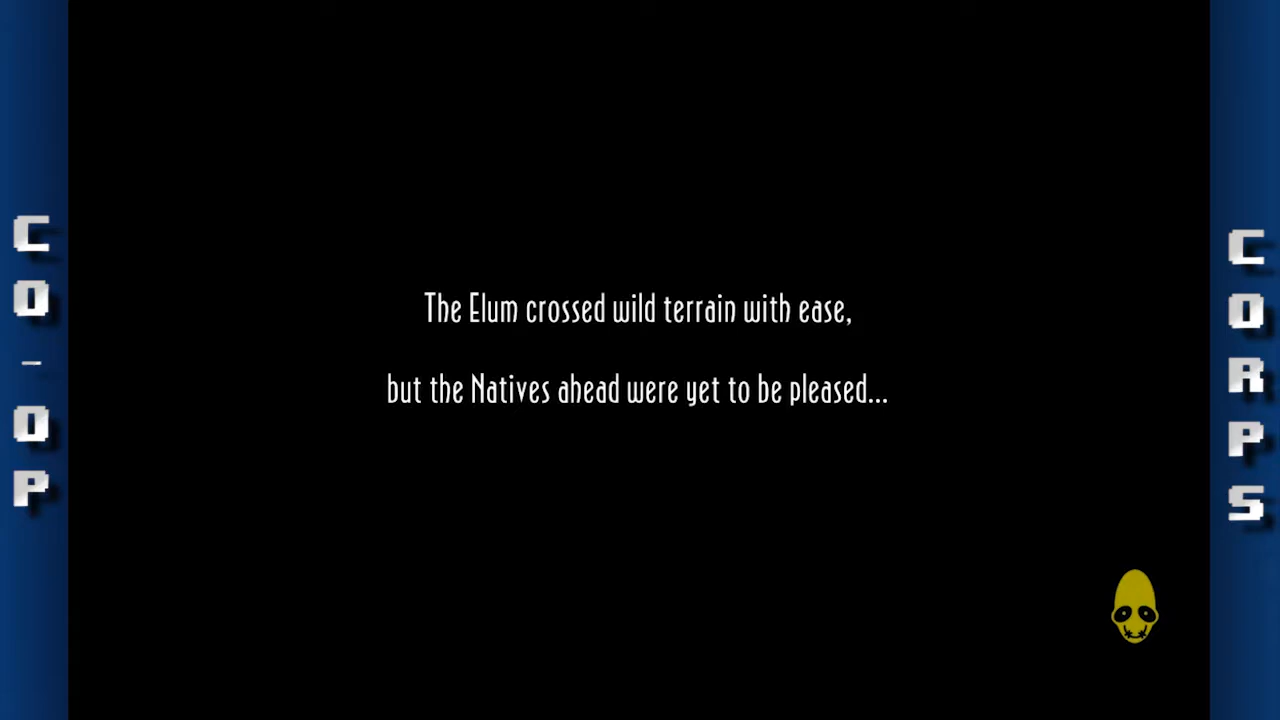 CO-OP
The Elum crossed wild terrain with ease,
but the Natives ahead were yet to be pleased...
CORPS